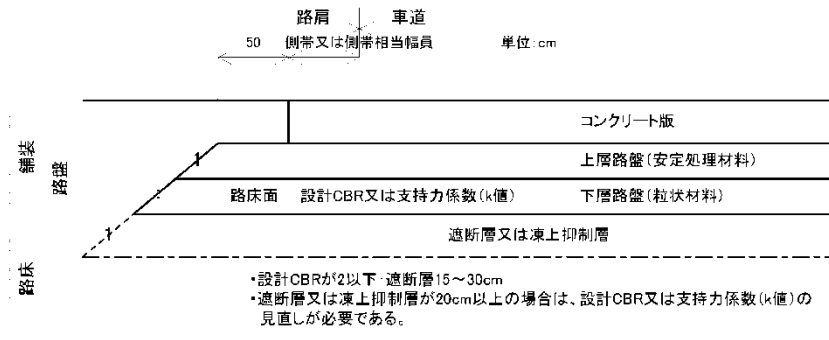 路肩 車道
50 側帯又は側帯相当幅員 単位:cm
コンクリート版
舗装
路盤
上層路盤(安定処理材料)
1
路床面 設計CBR又は支持力係数(k値) 下層路盤(粒状材料)
1
遮断層又は凍上抑制層
路床
・設計CBRが2以下・遮断層15～30cm
・遮断層又は凍上抑制層が20cm以上の場合は、設計CBR又は支持力係数(k値)の
見直しが必要である。